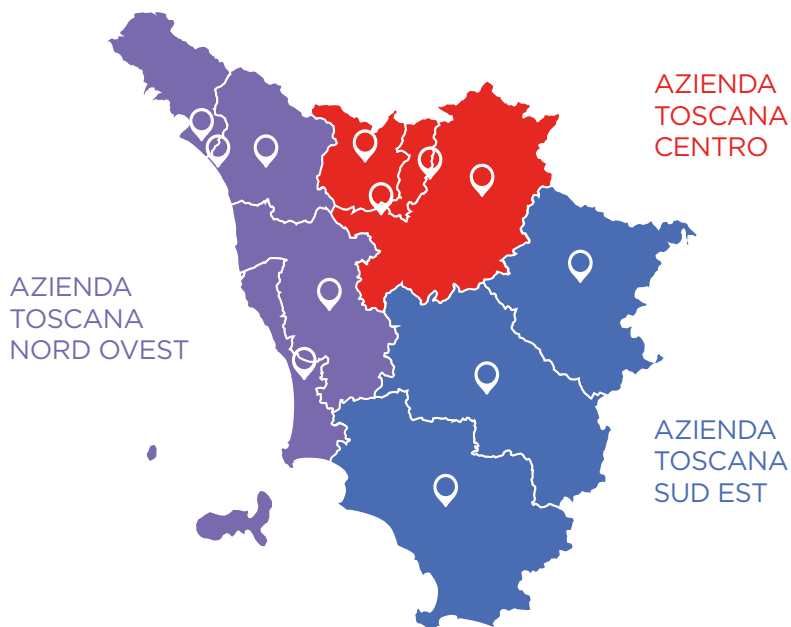 AZIENDA
TOSCANA
CENTRO
AZIENDA
TOSCANA
NORD OVEST
AZIENDA
TOSCANA
SUD EST